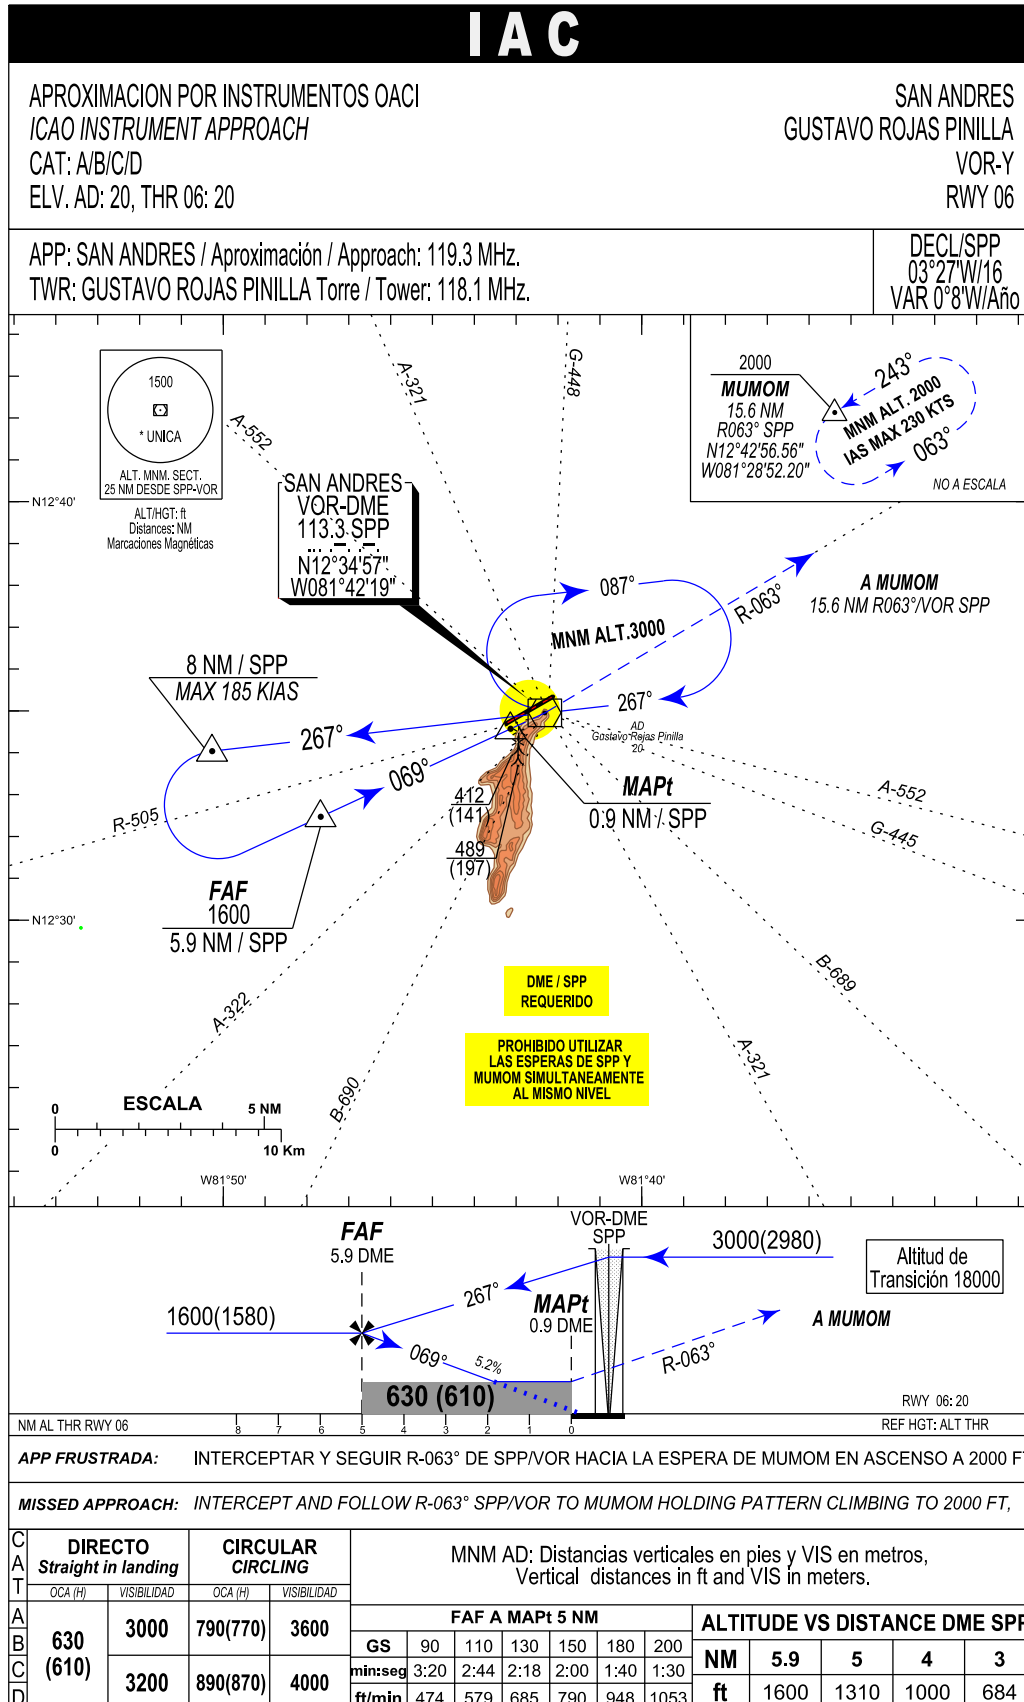 IAC
APROXIMACION POR INSTRUMENTOS OACI
ICAO INSTRUMENT APPROACH
CAT: A/B/C/D
ELV. AD: 20, THR 06: 20
SAN ANDRES
GUSTAVO ROJAS PINILLA
VOR-Y
RWY 06
APP: SAN ANDRES / Aproximación / Approach: 119.3 MHz.
TWR: GUSTAVO ROJAS PINILLA Torre / Tower: 118.1 MHz.
DECL/SPP
03°27'W/16
VAR 0°8'W/Año
1500
* UNICA
ALT. MNM. SECT.
25 NM DESDE SPP-VOR
ALT/HGT: ft
Distances: NM
Marcaciones Magnéticas
A-552
A-321
G-448
2000
MUMOM
15.6 NM
R063° SPP
N12°42'56.56"
W081°28'52.20"
243°
MNM ALT. 2000
IAS MAX 230 KTS
063°
NO A ESCALA
N12°40'
SAN ANDRES
VOR-DME
113.3 SPP
N12°34'57"
W081°42'19"
087°
MNM ALT.3000
R-063°
A MUMOM
15.6 NM R063°/VOR SPP
8 NM / SPP
MAX 185 KIAS
267°
267°
069°
AD
Gustavo Rojas Pinilla
20
MAPt
0.9 NM / SPP
412
(141)
489
(197)
R-505
A-552
G-445
FAF
1600
5.9 NM / SPP
N12°30'
B-689
A-322
DME / SPP
REQUERIDO
PROHIBIDO UTILIZAR
LAS ESPERAS DE SPP Y
MUMOM SIMULTANEAMENTE
AL MISMO NIVEL
A-321
B-690
0 ESCALA 5 NM
0 10 Km
W81°50'
W81°40'
FAF
5.9 DME
VOR-DME
SPP
3000(2980)
Altitud de
Transición 18000
267°
MAPt
0.9 DME
1600(1580)
A MUMOM
069°
5.2%
R-063°
630 (610)
RWY 06: 20
NM AL THR RWY 06
8 7 6 5 4 3 2 1 0
REF HGT: ALT THR
APP FRUSTRADA: INTERCEPTAR Y SEGUIR R-063° DE SPP/VOR HACIA LA ESPERA DE MUMOM EN ASCENSO A 2000 FT
MISSED APPROACH: INTERCEPT AND FOLLOW R-063° SPP/VOR TO MUMOM HOLDING PATTERN CLIMBING TO 2000 FT,
CAT
DIRECTO
Straight in landing
CIRCULAR
CIRCLING
OCA (H) VISIBILIDAD OCA (H) VISIBILIDAD
MNM AD: Distancias verticales en pies y VIS en metros,
Vertical distances in ft and VIS in meters.
A
B
C
D
630
(610)
3000 790(770) 3600
3200 890(870) 4000
FAF A MAPt 5 NM
GS 90 110 130 150 180 200
min:seg 3:20 2:44 2:18 2:00 1:40 1:30
ft/min 474 579 685 790 948 1053
ALTITUDE VS DISTANCE DME SPP
NM 5.9 5 4 3
ft 1600 1310 1000 684